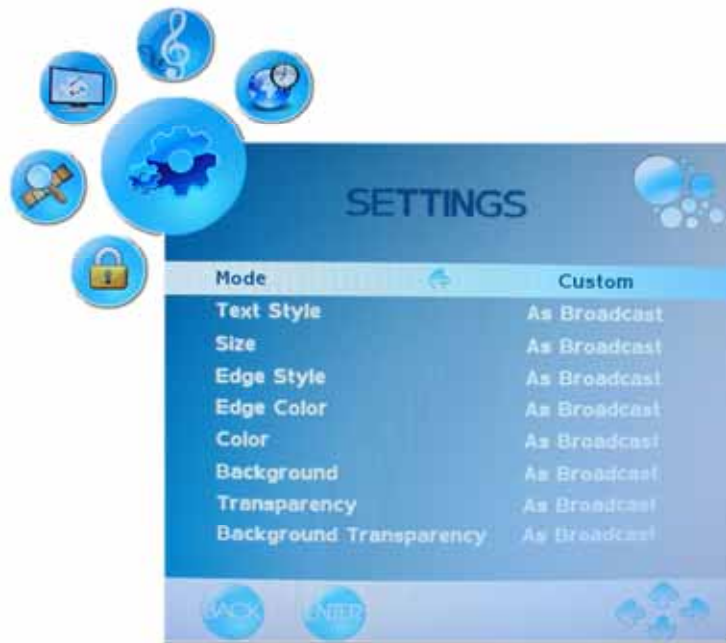 SETTINGS
Mode Custom
Text Style As Broadcast
Size As Broadcast
Edge Style As Broadcast
Edge Color As Broadcast
Color As Broadcast
Background As Broadcast
Transparency As Broadcast
Background Transparency As Broadcast
BACK ENTER